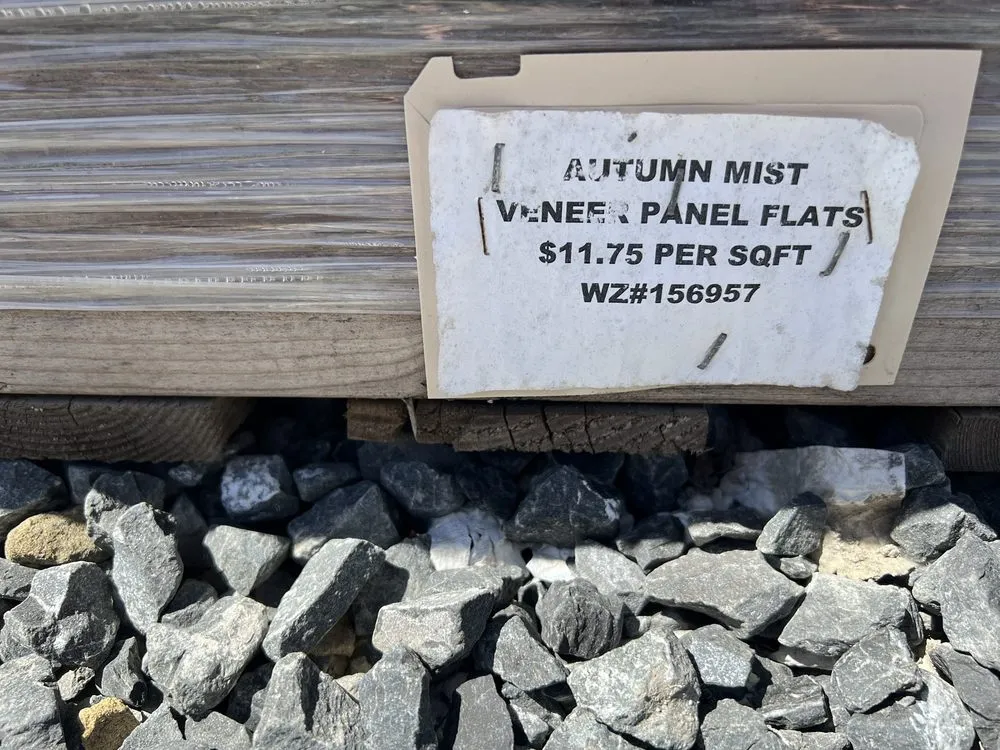 AUTUMN MIST
VENEER PANEL FLATS
$11.75 PER SQFT
WZ#156957